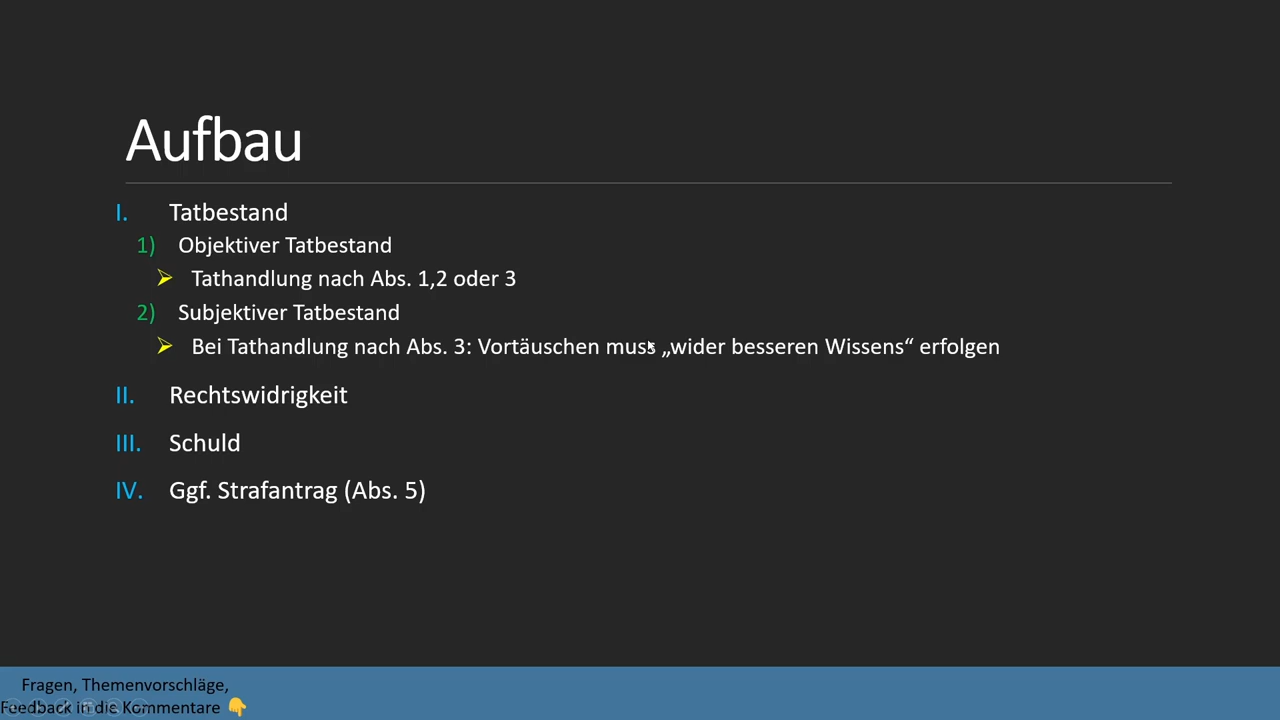 Aufbau
I. Tatbestand
1) Objektiver Tatbestand
Tathandlung nach Abs. 1,2 oder 3
2) Subjektiver Tatbestand
Bei Tathandlung nach Abs. 3: Vortäuschen muss „wider besseren Wissens“ erfolgen
II. Rechtswidrigkeit
III. Schuld
IV. Ggf. Strafantrag (Abs. 5)
Fragen, Themenvorschläge,
Feedback in die Kommentare 👇